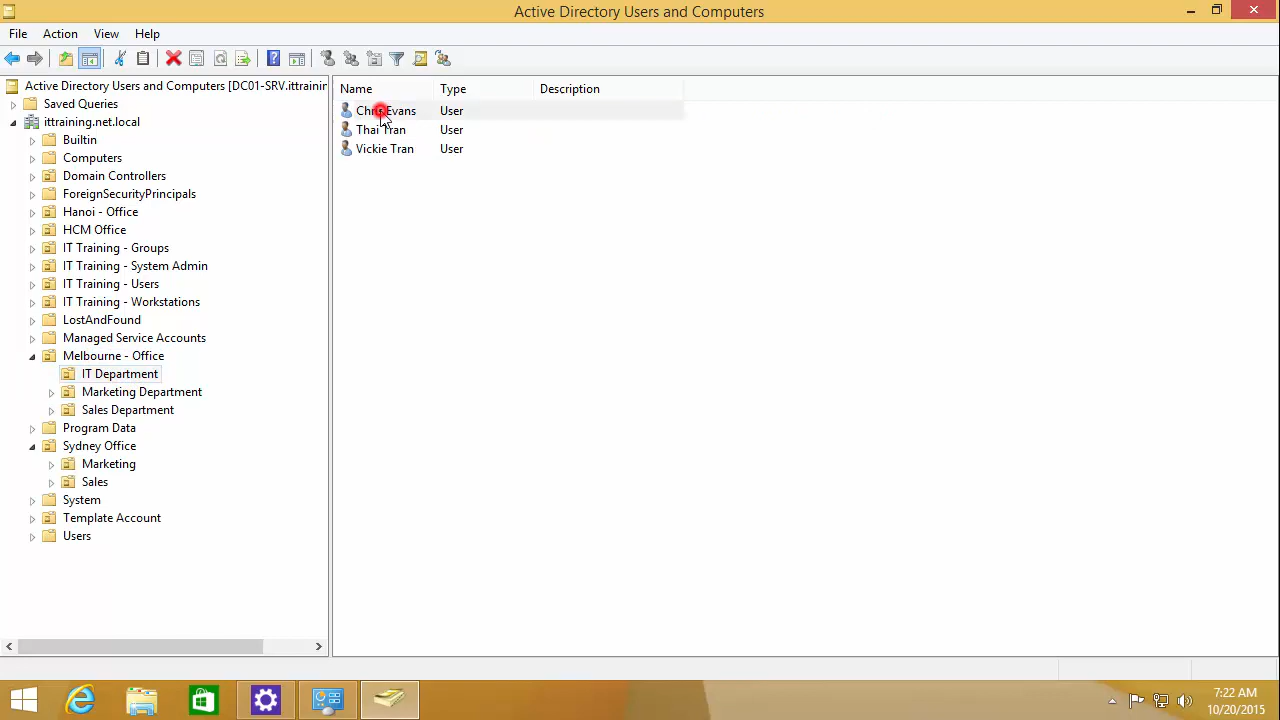 Active Directory Users and Computers
File Action View Help
Active Directory Users and Computers [DC01-SRV.ittrainir
Saved Queries
ittraining.net.local
Builtin
Computers
Domain Controllers
ForeignSecurityPrincipals
Hanoi - Office
HCM Office
IT Training - Groups
IT Training - System Admin
IT Training - Users
IT Training - Workstations
LostAndFound
Managed Service Accounts
Melbourne - Office
IT Department
Marketing Department
Sales Department
Program Data
Sydney Office
Marketing
Sales
System
Template Account
Users
Name Type Description
Chris Evans User
Thai Tran User
Vickie Tran User
7:22 AM
10/20/2015